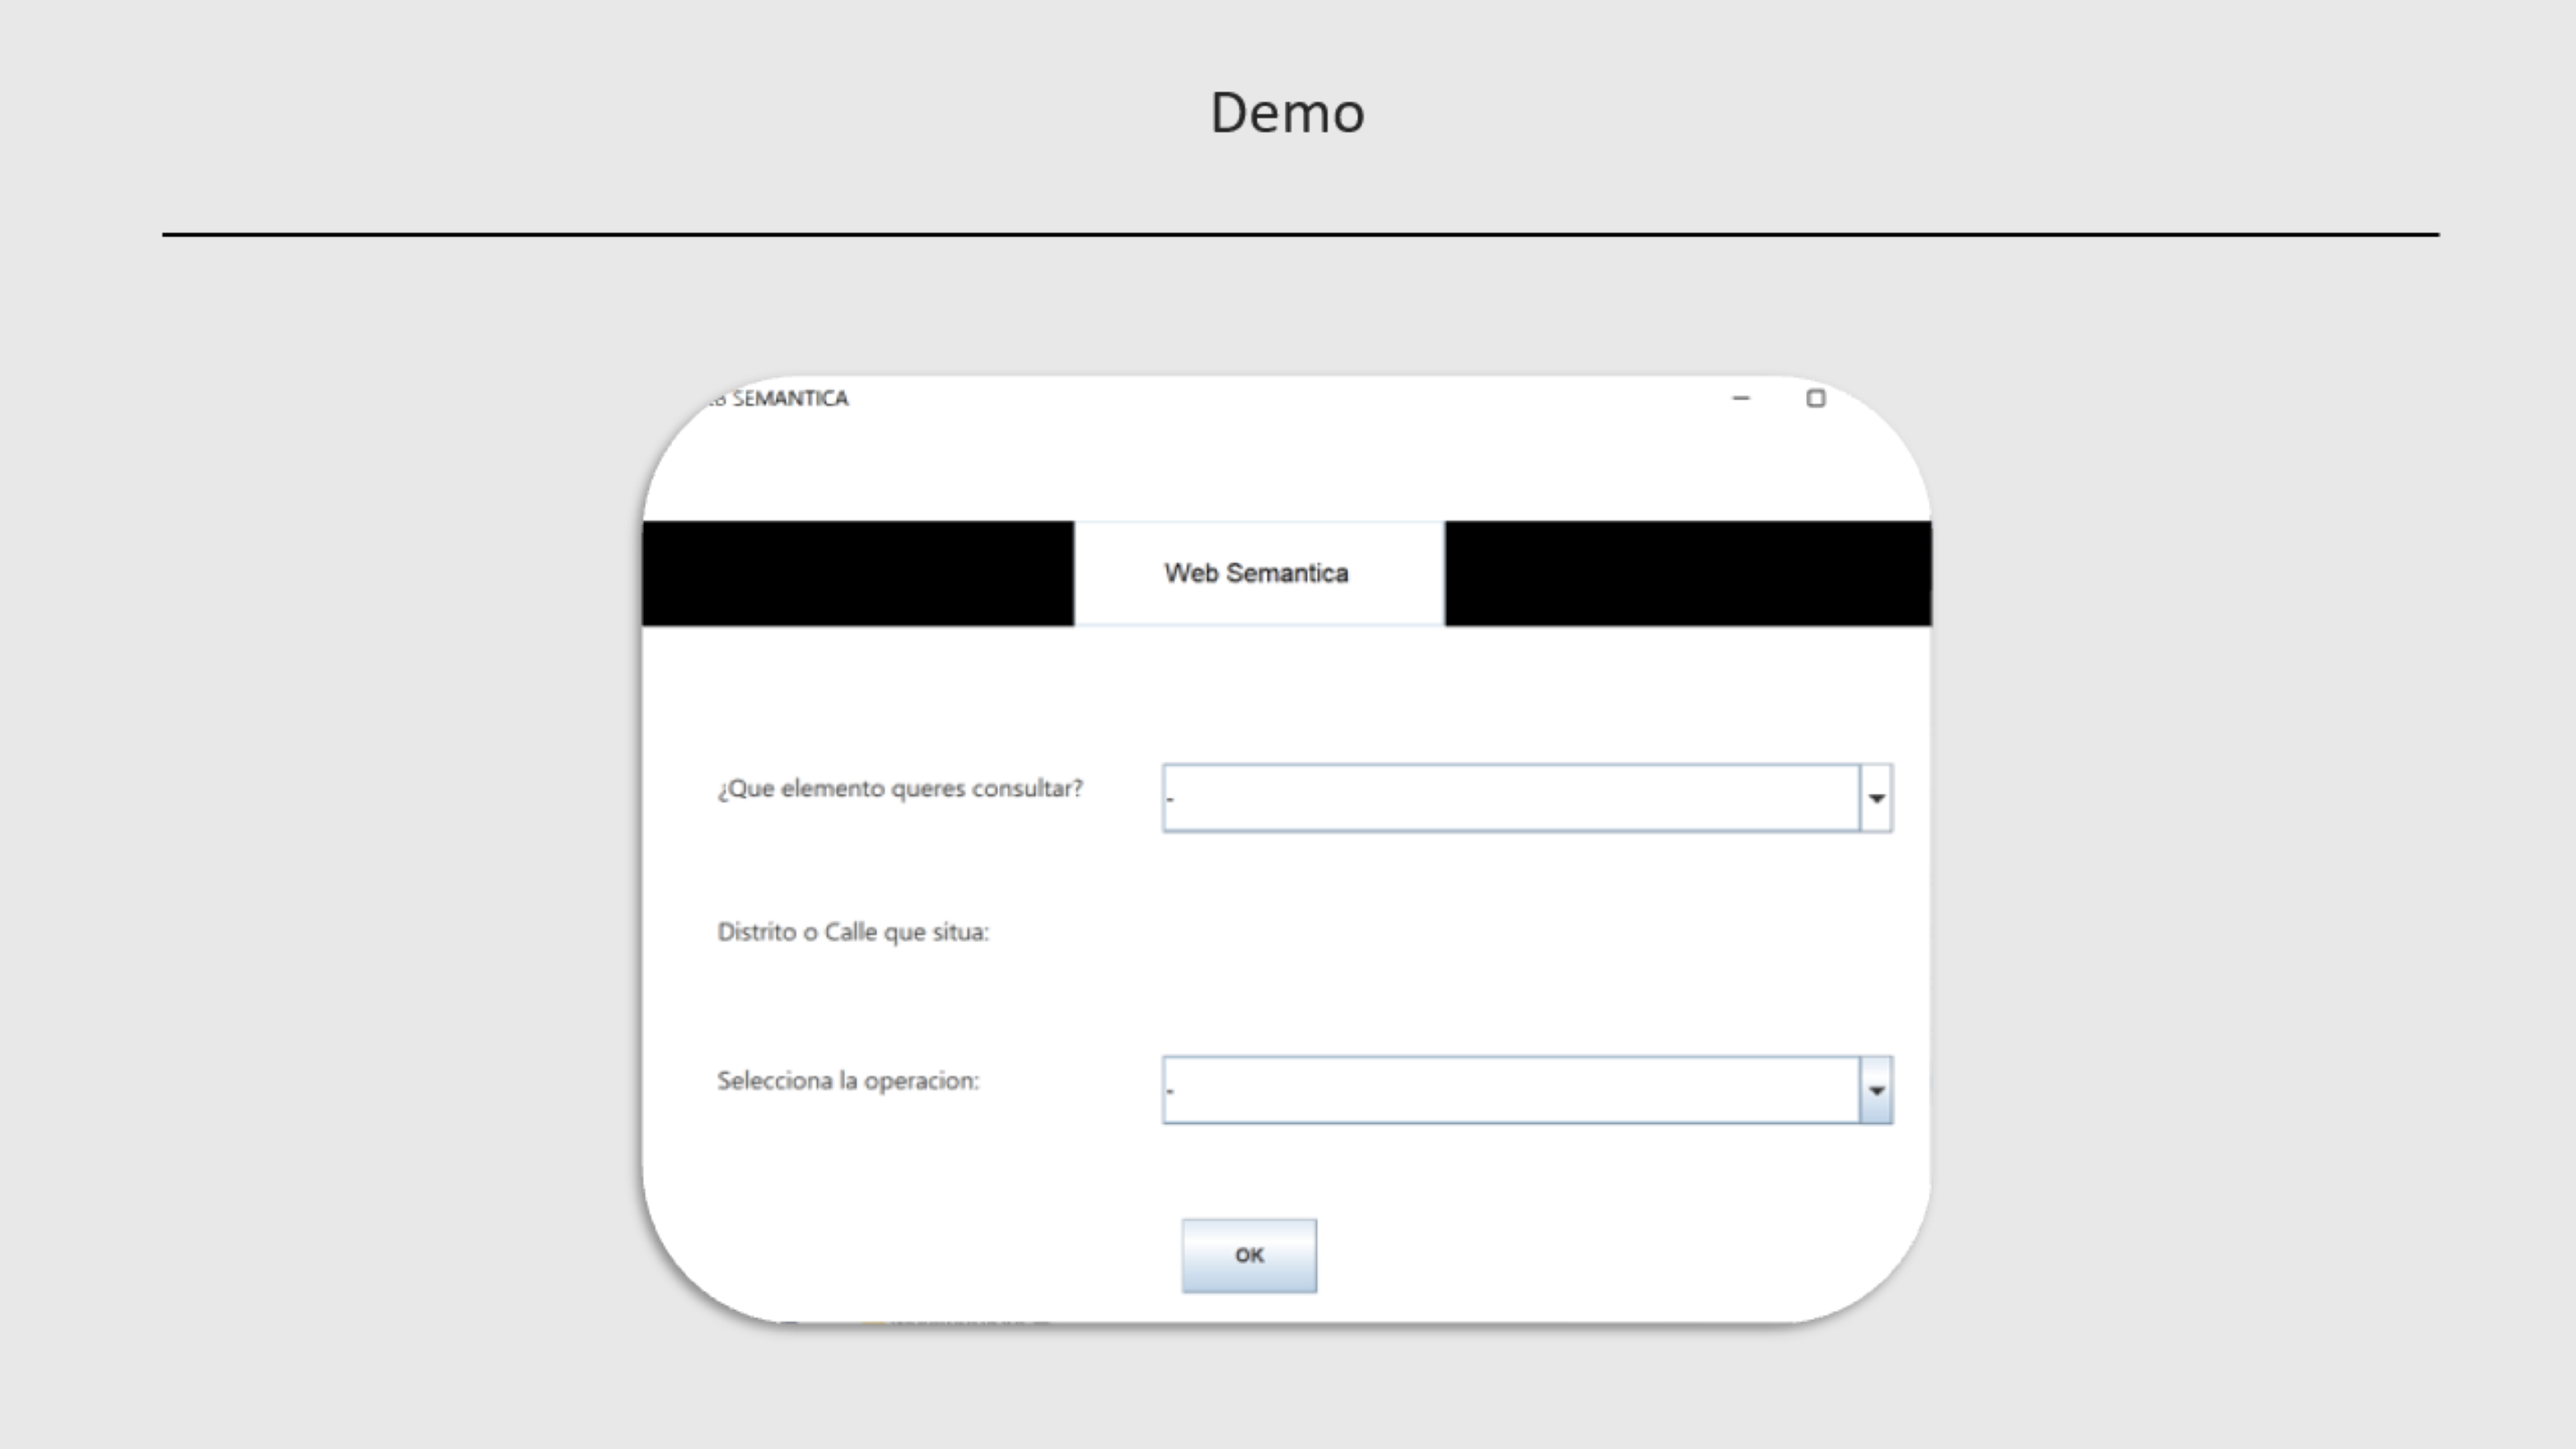 Demo
SEMANTICA
Web Semantica
¿Que elemento queres consultar?
-
Distrito o Calle que situa:
Selecciona la operacion:
-
OK